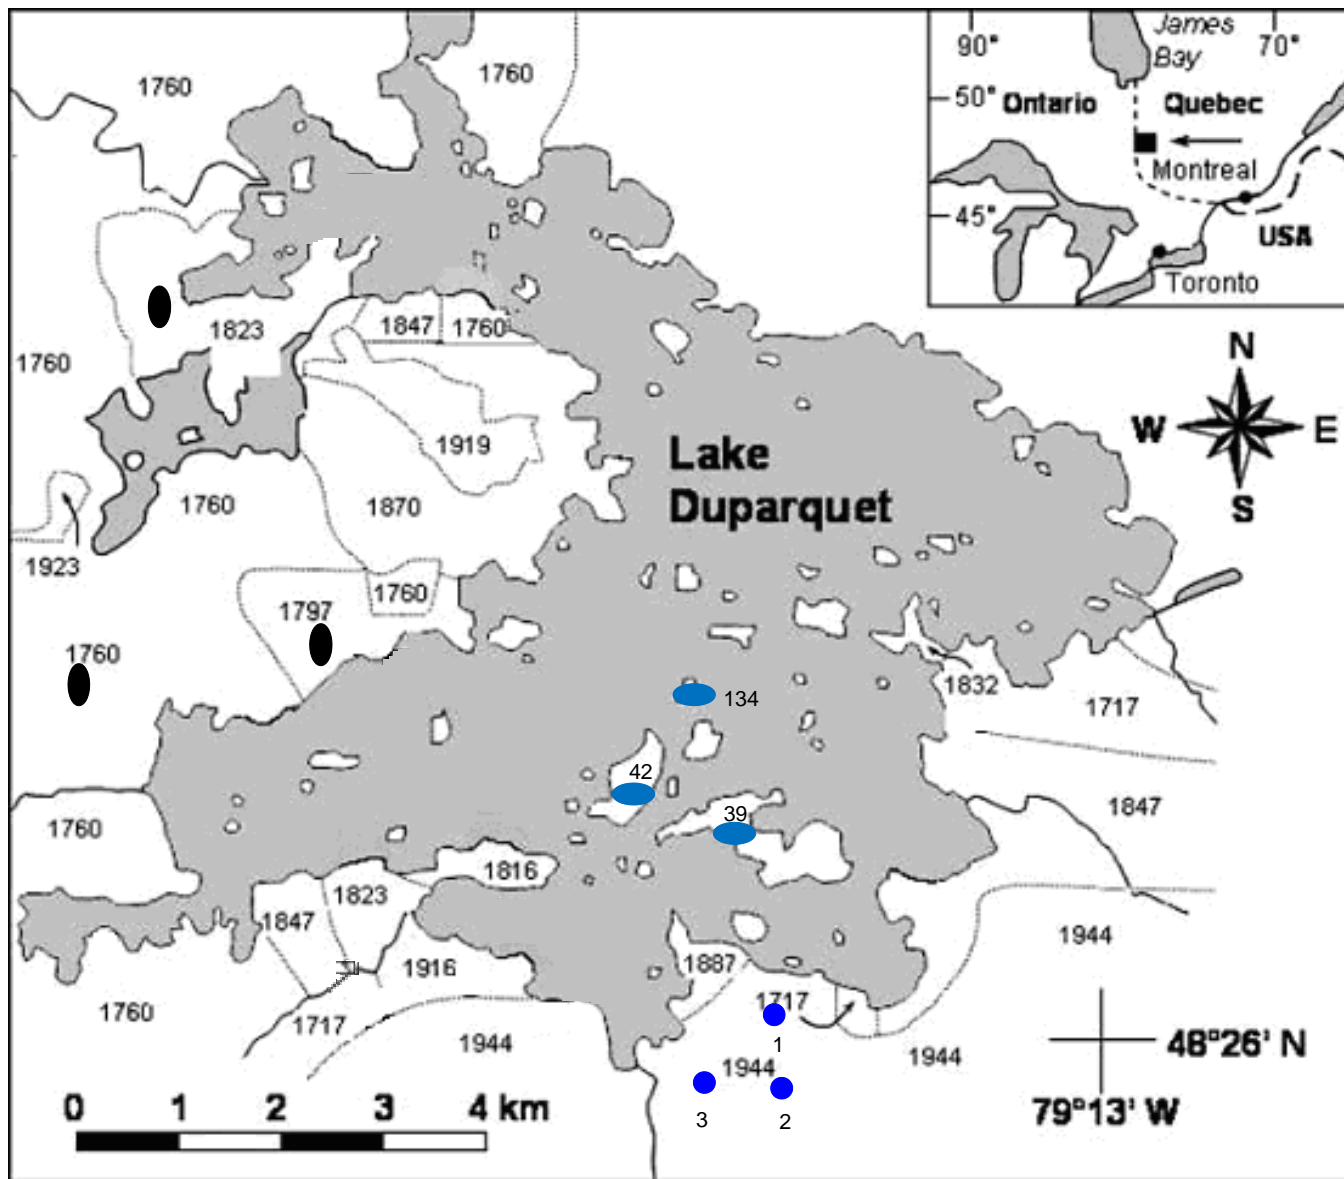 James
Bay
90°
70°
50°
Ontario
Quebec
Montreal
45°
USA
Toronto
1760
1760
1823
1847
1760
1760
N
W
E
S
1919
Lake
Duparquet
1760
1870
1923
1760
1797
1760
1832
1717
134
42
39
1847
1760
1816
1823
1847
1916
1887
1944
1760
1717
1944
1717
1
1944
1944
3
2
48°26' N
79°13' W
0 1 2 3 4 km